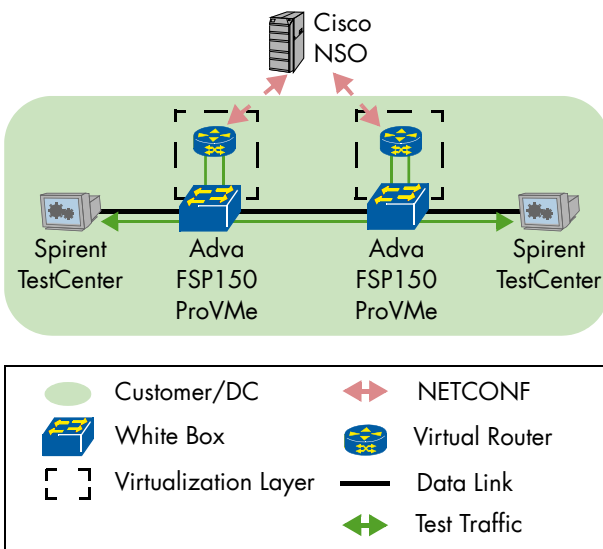 Cisco
NSO
Spirent
TestCenter
Adva
FSP150
ProVMe
Adva
FSP150
ProVMe
Spirent
TestCenter
Customer/DC
NETCONF
White Box
Virtual Router
Virtualization Layer
Data Link
Test Traffic